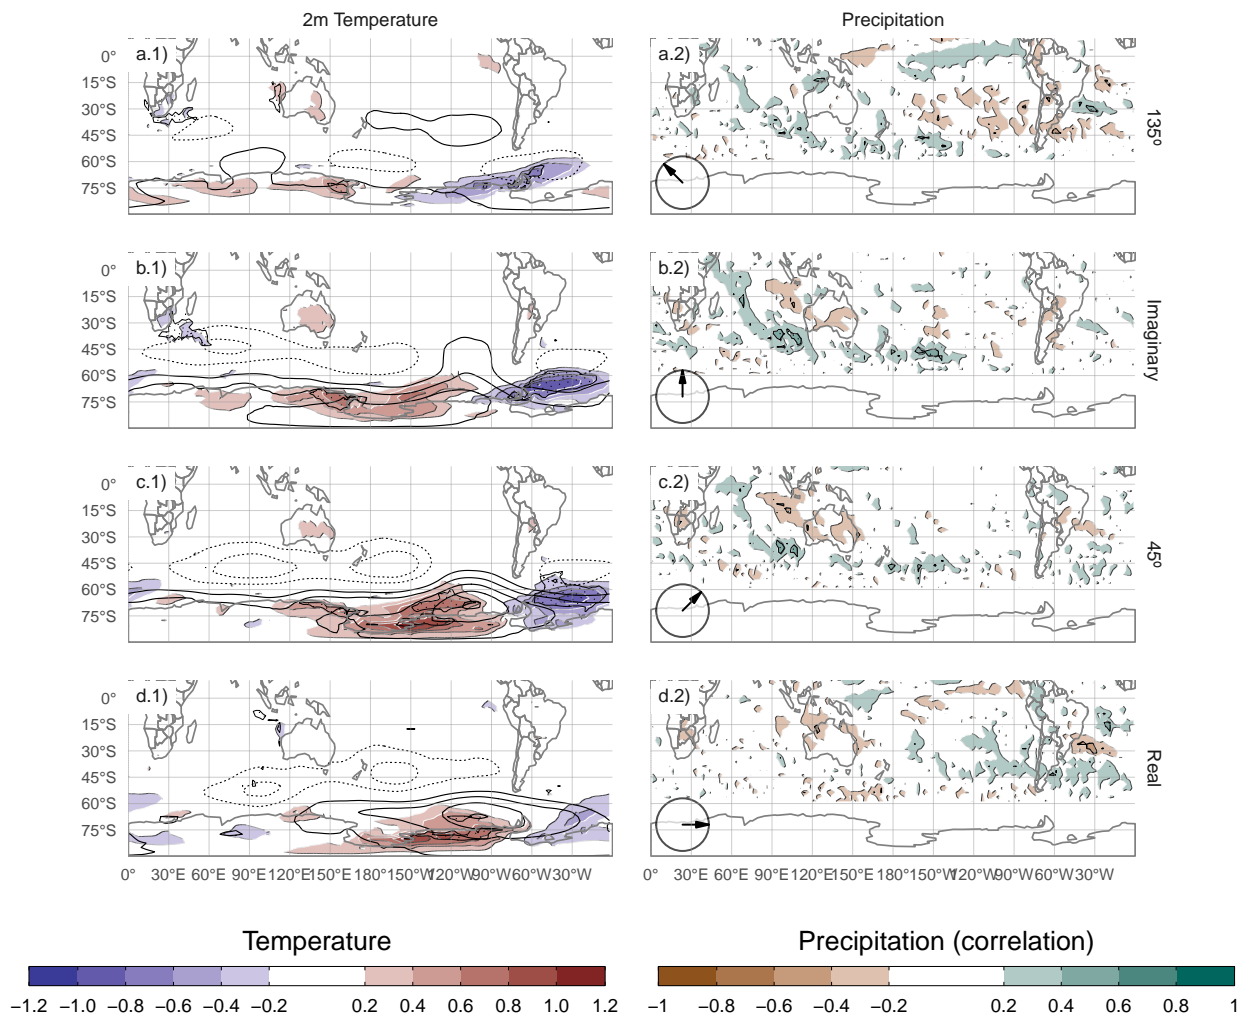 2m Temperature
Precipitation
a.1)
0°
15°S
30°S
45°S
60°S
75°S
a.2)
135º
b.1)
0°
15°S
30°S
45°S
60°S
75°S
b.2)
Imaginary
c.1)
0°
15°S
30°S
45°S
60°S
75°S
c.2)
45º
d.1)
0°
15°S
30°S
45°S
60°S
75°S
d.2)
Real
0° 30°E 60°E 90°E 120°E 150°E 180° 150°W 120°W 90°W 60°W 30°W
0° 30°E 60°E 90°E 120°E 150°E 180° 150°W 120°W 90°W 60°W 30°W
Temperature
−1.2 −1.0 −0.8 −0.6 −0.4 −0.2 0.2 0.4 0.6 0.8 1.0 1.2
Precipitation (correlation)
−1 −0.8 −0.6 −0.4 −0.2 0.2 0.4 0.6 0.8 1